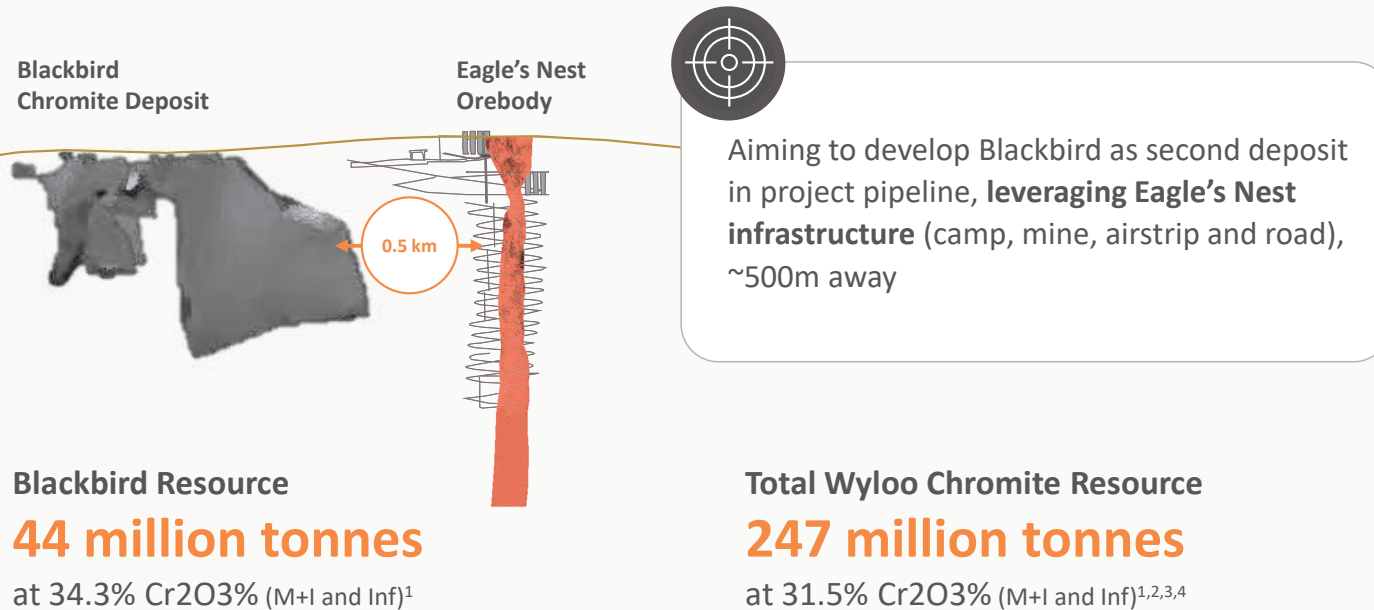 Blackbird
Chromite Deposit
Eagle’s Nest
Orebody
0.5 km
Aiming to develop Blackbird as second deposit
in project pipeline, leveraging Eagle’s Nest
infrastructure (camp, mine, airstrip and road),
~500m away
Blackbird Resource
44 million tonnes
at 34.3% Cr2O3% (M+I and Inf)1
Total Wyloo Chromite Resource
247 million tonnes
at 31.5% Cr2O3% (M+I and Inf)1,2,3,4